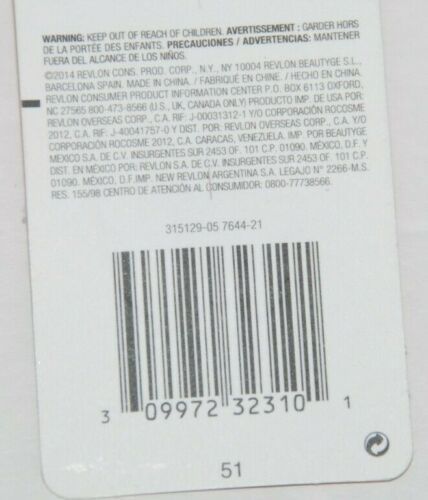 WARNING: KEEP OUT OF REACH OF CHILDREN. AVERTISSEMENT : GARDER HORS
DE LA PORTÉE DES ENFANTS. PRECAUCIONES / ADVERTENCIAS: MANTENER
FUERA DEL ALCANCE DE LOS NIÑOS.
©2014 REVLON CONS. PROD. CORP., N.Y., NY 10004 REVLON BEAUTYGE S.L.,
BARCELONA SPAIN. MADE IN CHINA. / FABRIQUÉ EN CHINE. / HECHO EN CHINA.
REVLON CONSUMER PRODUCT INFORMATION CENTER P.O. BOX 6113 OXFORD,
NC 27565 800-473-8566 (U.S., UK, CANADA ONLY) PRODUCTO IMP. DE USA POR:
REVLON OVERSEAS CORP., C.A. RIF: J-00031312-1 Y/O CORPORACIÓN ROCOSME
2012, C.A. RIF: J-40041757-0 Y DIST. POR: REVLON OVERSEAS CORP., C.A. Y/O
CORPORACIÓN ROCOSME 2012, C.A. CARACAS, VENEZUELA. IMP. POR BEAUTYGE
MÉXICO S.A. DE C.V. INSURGENTES SUR 2453 OF. 101 C.P. 01090. MÉXICO, D.F.
DIST. EN MÉXICO POR: REVLON S.A. DE C.V. INSURGENTES SUR 2453 OF. 101 C.P.
01090. MÉXICO, D.F. IMP. NEW REVLON ARGENTINA S.A. LEGAJO N° 2266-M.S.
RES. 155/98 CENTRO DE ATENCIÓN AL CONSUMIDOR: 0800-77738566.
315129-05 7644-21
3 09972 32310 1
51